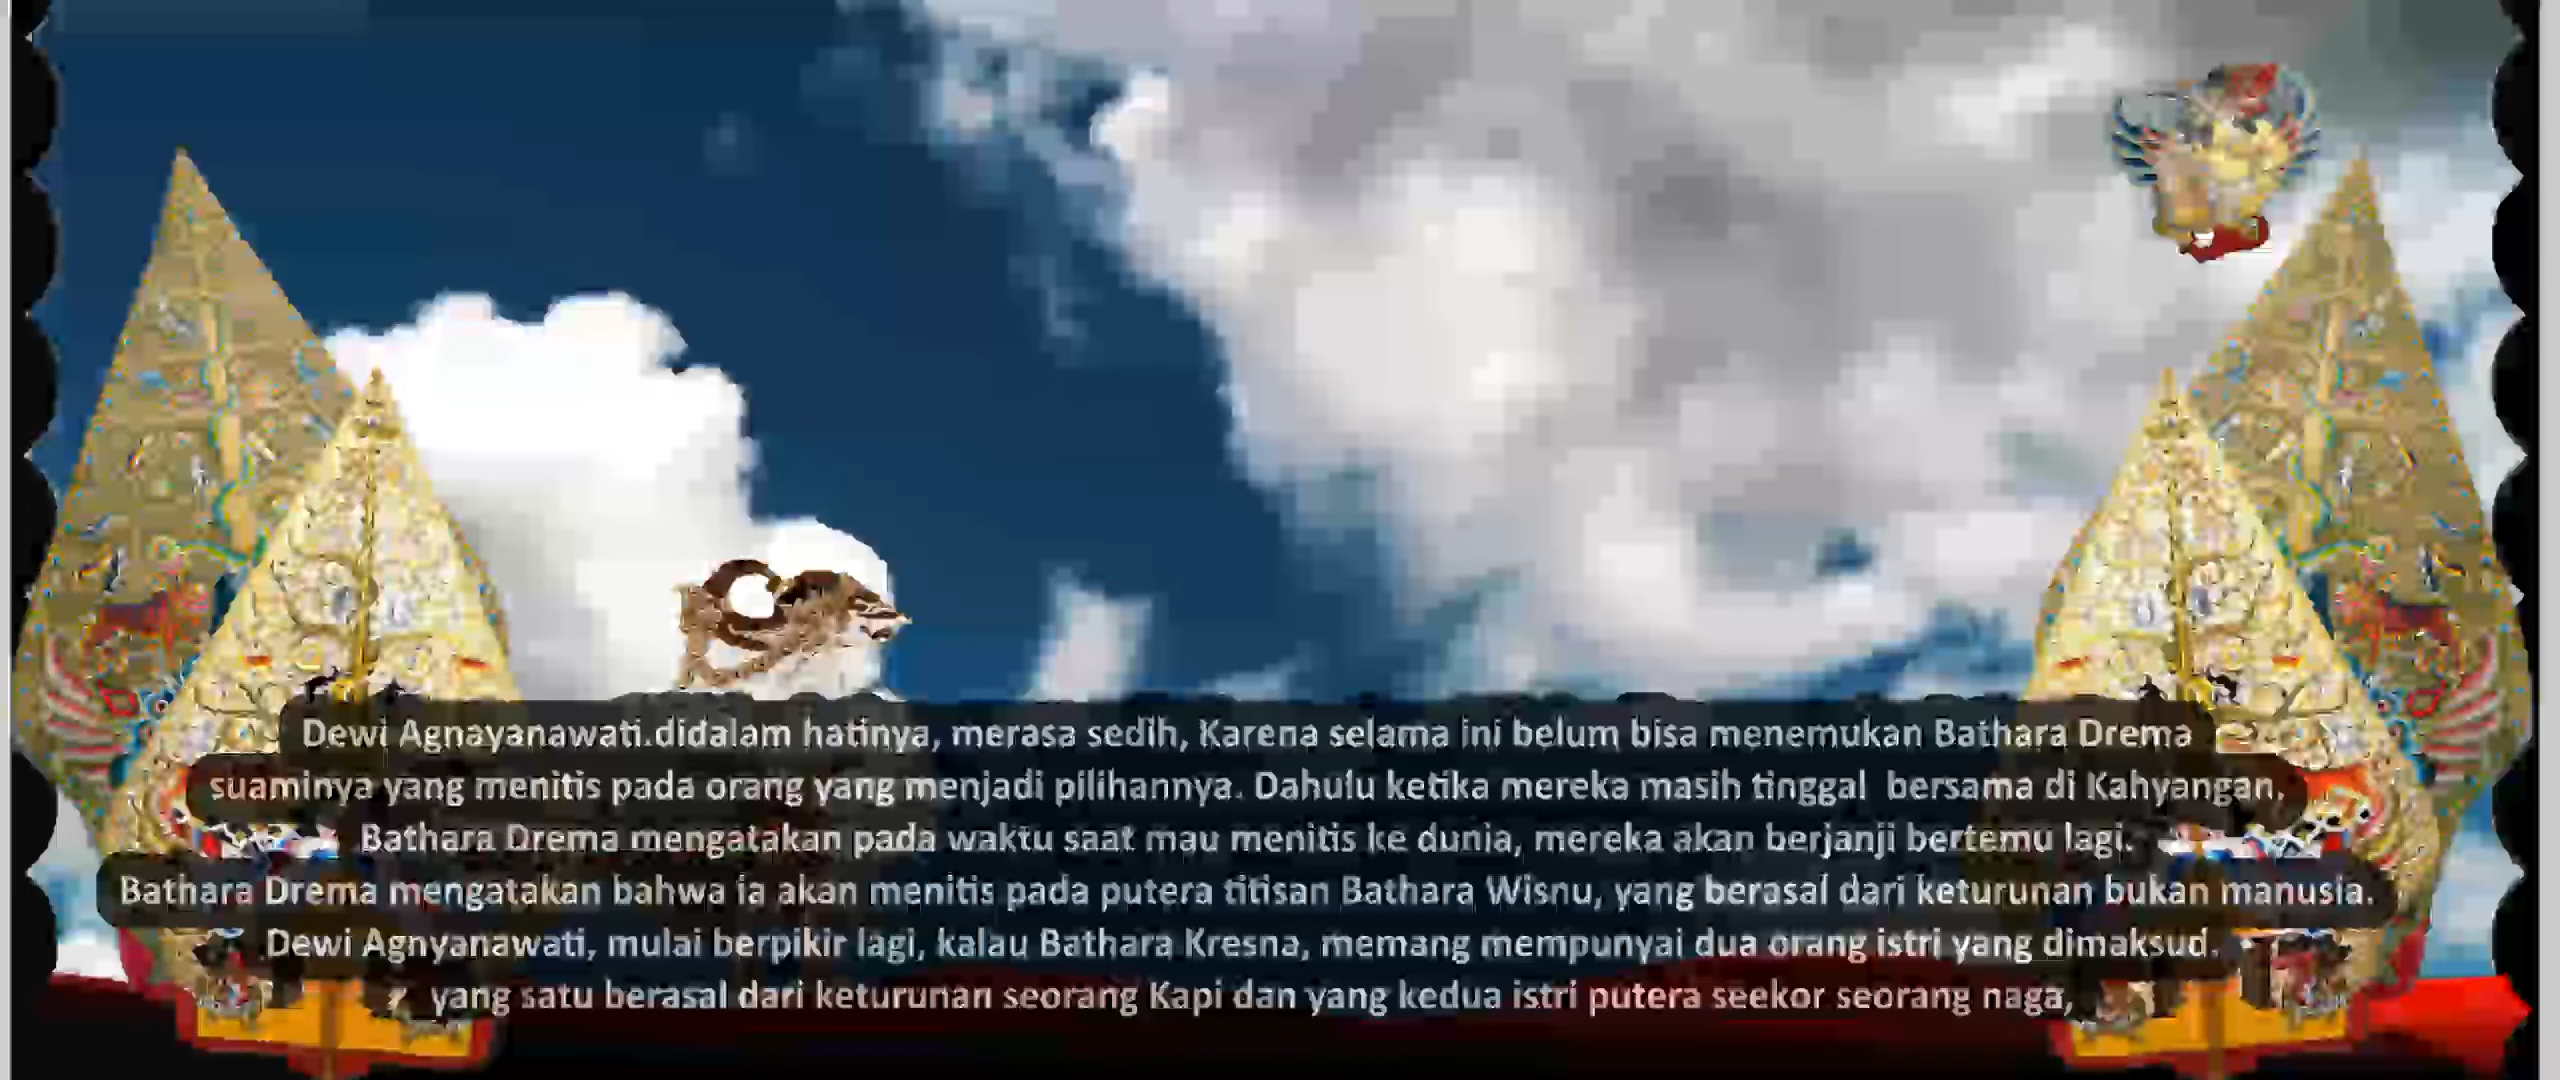 Dewi Agnayanawati.didalam hatinya, merasa sedih, Karena selama ini belum bisa menemukan Bathara Drema
suaminya yang menitis pada orang yang menjadi pilihannya. Dahulu ketika mereka masih tinggal bersama di Kahyangan,
Bathara Drema mengatakan pada waktu saat mau menitis ke dunia, mereka akan berjanji bertemu lagi.
Bathara Drema mengatakan bahwa ia akan menitis pada putera titisan Bathara Wisnu, yang berasal dari keturunan bukan manusia.
Dewi Agnyanawati, mulai berpikir lagi, kalau Bathara Kresna, memang mempunyai dua orang istri yang dimaksud.
yang satu berasal dari keturunan seorang Kapi dan yang kedua istri putera seekor seorang naga,